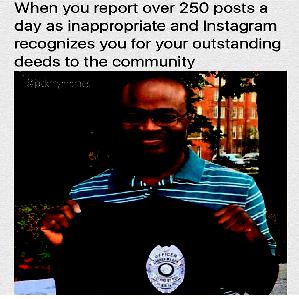 When you report over 250 posts a
day as inappropriate and Instagram
recognizes you for your outstanding
deeds to the community
OFFICER